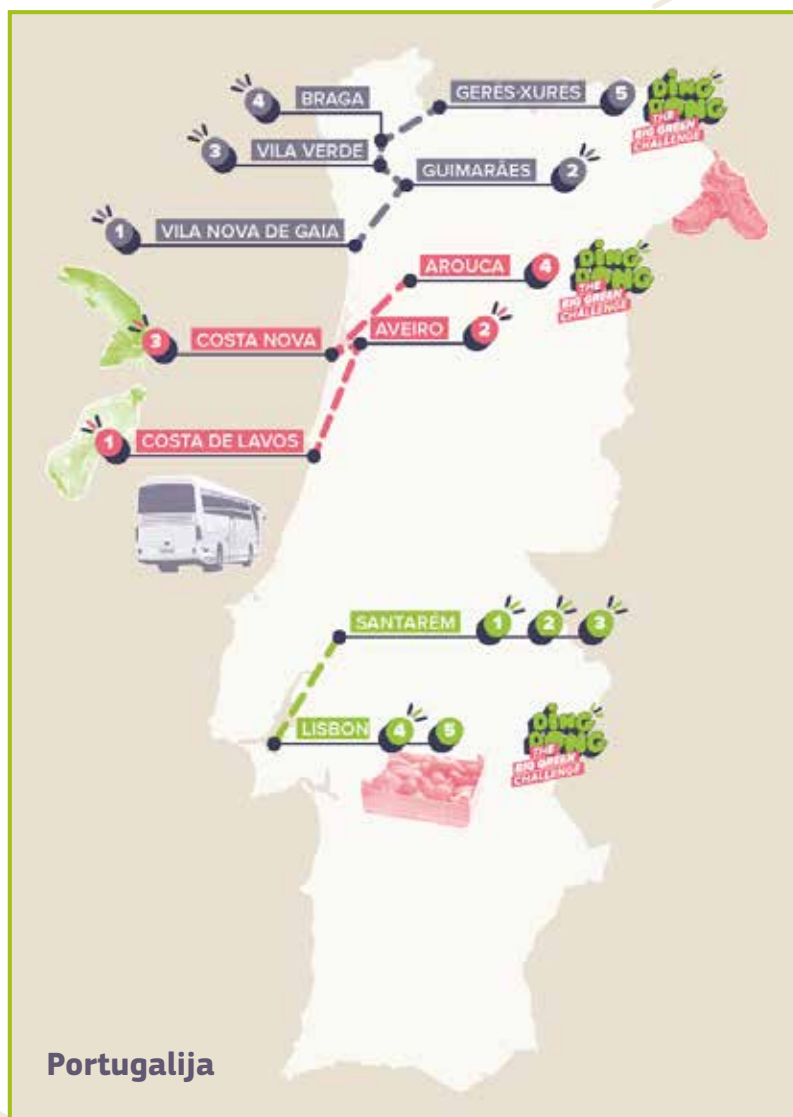 4 BRAGA
GERÊS-XURÉS 5
DING DONG
THE
BIG GREEN
CHALLENGE
3 VILA VERDE
GUIMARÃES 2
1 VILA NOVA DE GAIA
AROUCA 4
DING DONG
THE
BIG GREEN
CHALLENGE
3 COSTA NOVA
AVEIRO 2
1 COSTA DE LAVOS
SANTARÉM 1 2 3
LISBON 4 5
DING DONG
THE
BIG GREEN
CHALLENGE
Portugalija